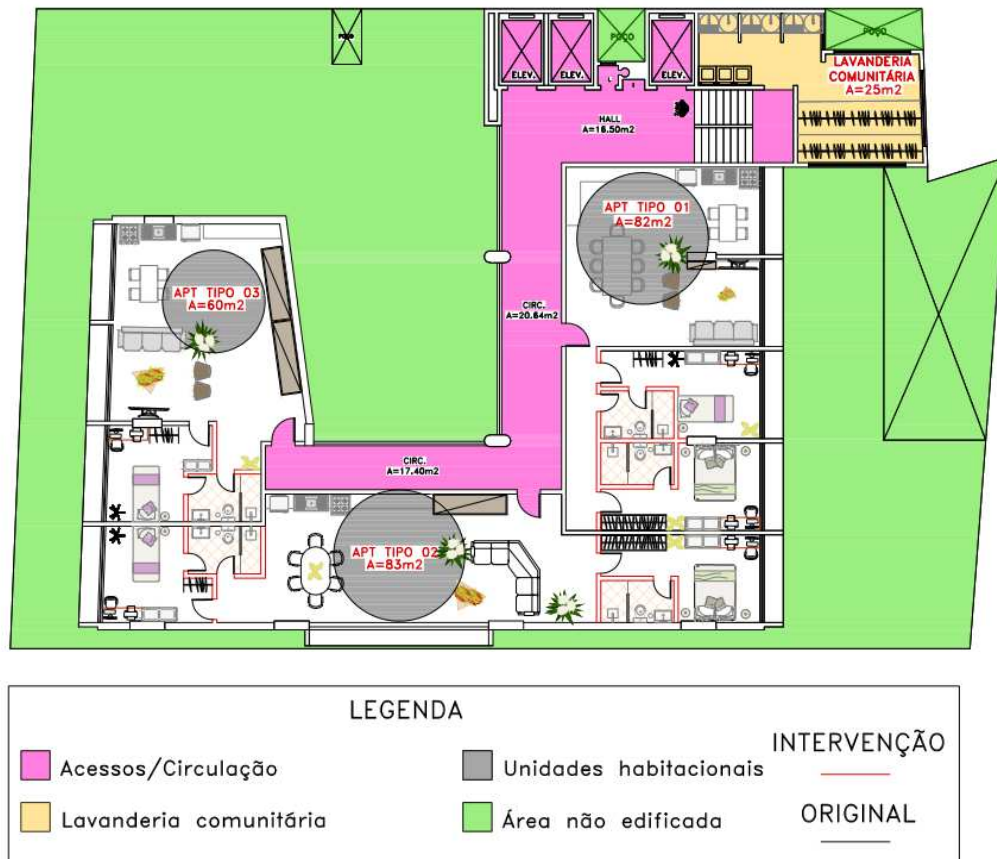 POÇO
POÇO
POÇO
ELEV.
ELEV.
ELEV.
LAVANDERIA
COMUNITÁRIA
A=25m2
HALL
A=16.50m2
APT TIPO 01
A=82m2
APT TIPO 03
A=60m2
CIRC.
A=20.64m2
CIRC.
A=17.40m2
APT TIPO 02
A=83m2
LEGENDA
INTERVENÇÃO
Acessos/Circulação
Unidades habitacionais
ORIGINAL
Lavanderia comunitária
Área não edificada